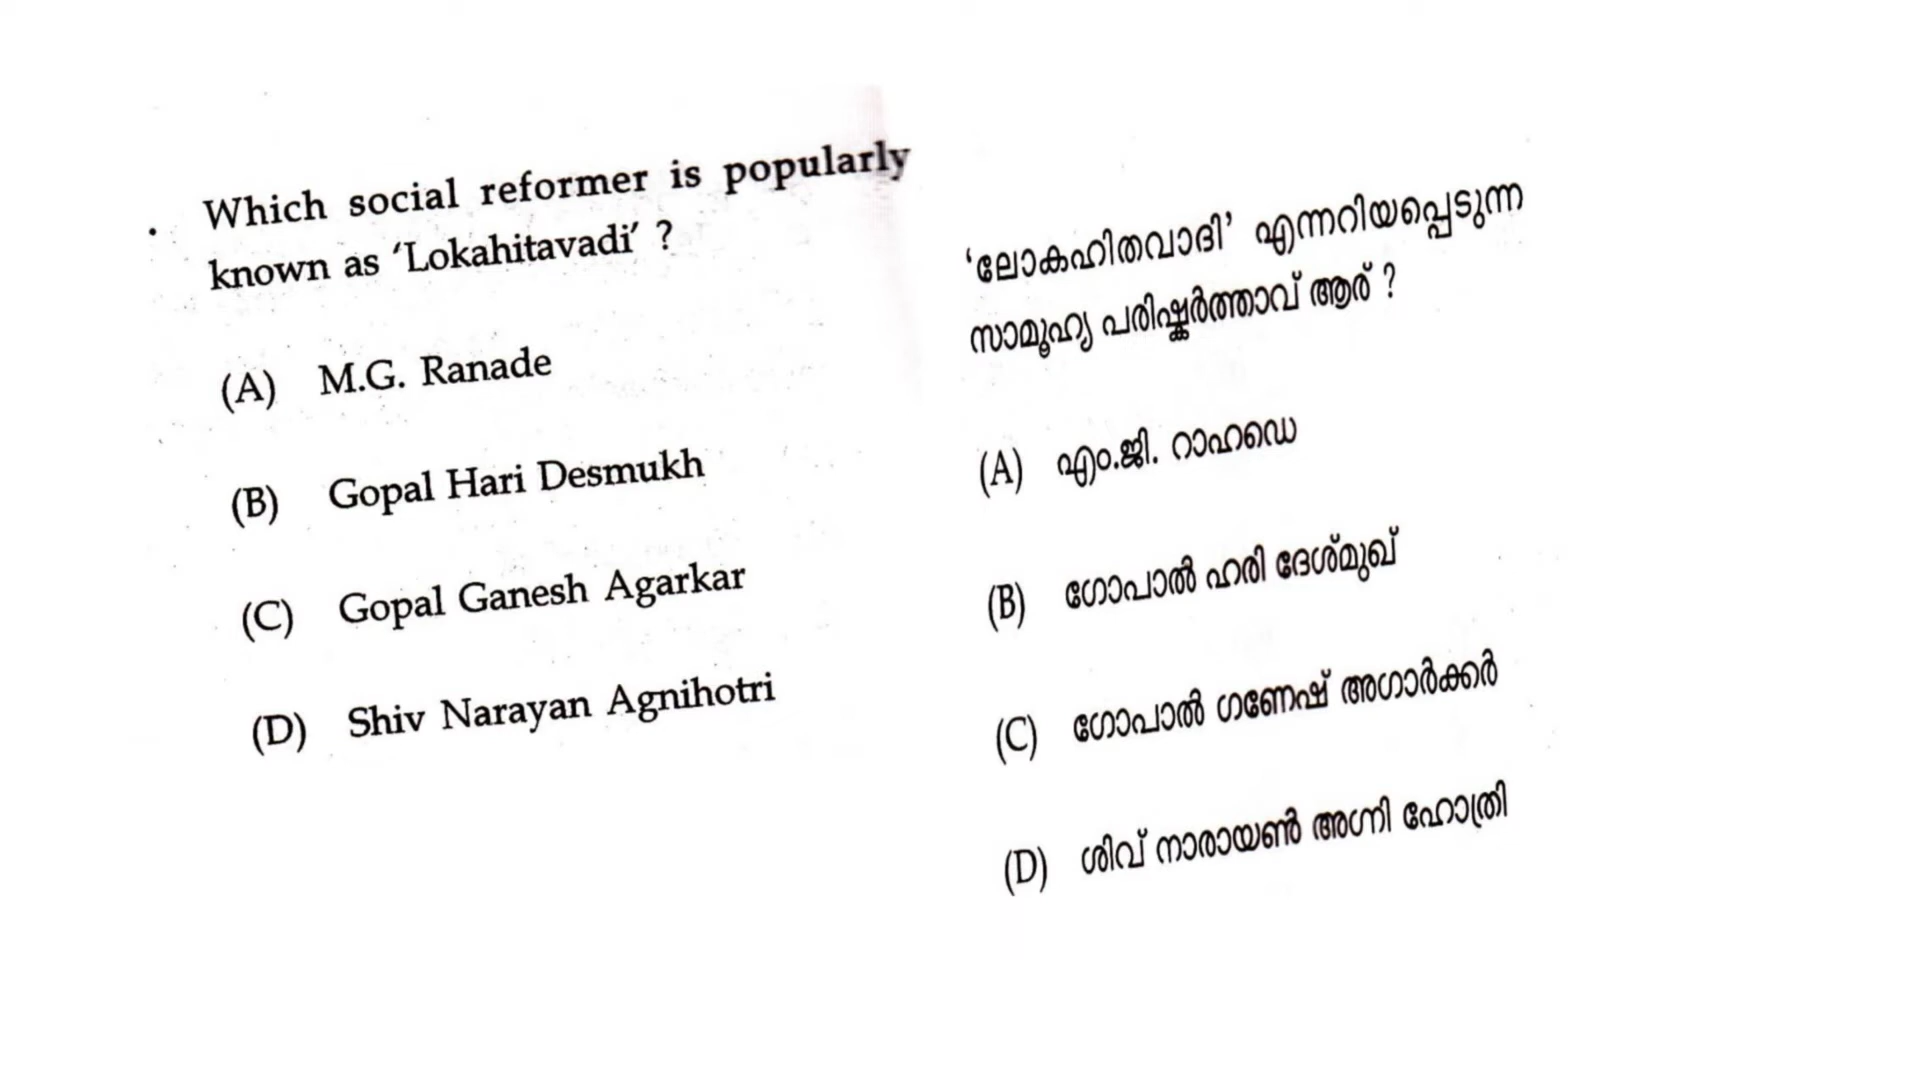 . Which social reformer is popularly
known as ‘Lokahitavadi’ ?
(A) M.G. Ranade
(B) Gopal Hari Desmukh
(C) Gopal Ganesh Agarkar
(D) Shiv Narayan Agnihotri
‘ലോകഹിതവാദി’ എന്നറിയപ്പെടുന്ന
സാമൂഹ്യ പരിഷ്കർത്താവ് ആര് ?
(A) എം.ജി. റാഹഡെ
(B) ഗോപാൽ ഹരി ദേശ്മുഖ്
(C) ഗോപാൽ ഗണേഷ് അഗാർക്കർ
(D) ശിവ് നാരായൺ അഗ്നി ഹോത്രി